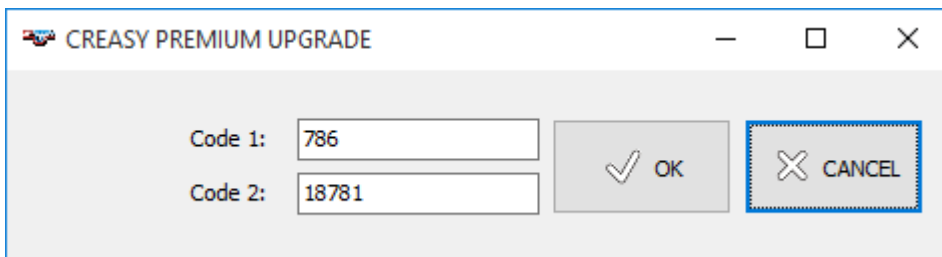 CREASY PREMIUM UPGRADE
Code 1: 786
Code 2: 18781
OK
CANCEL